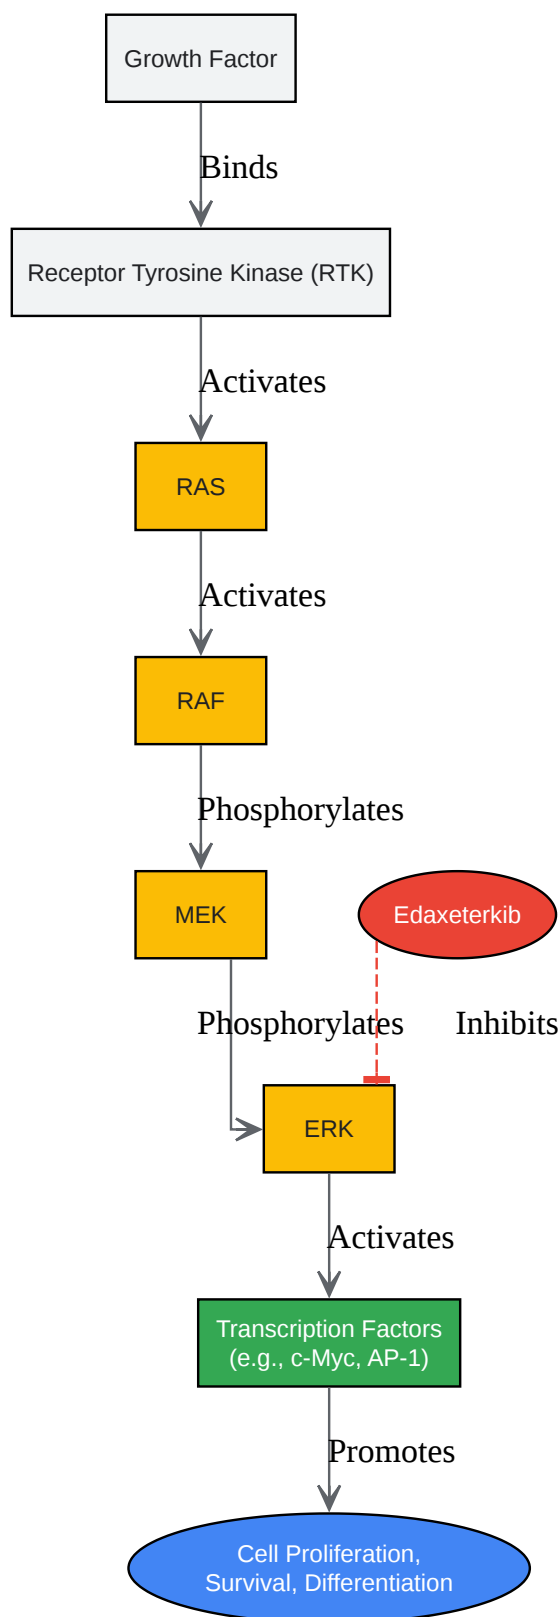 Growth Factor
Binds
Receptor Tyrosine Kinase (RTK)
Activates
RAS
Activates
RAF
Phosphorylates
MEK
Edaxeterkib
Phosphorylates
Inhibits
ERK
Activates
Transcription Factors
(e.g., c-Myc, AP-1)
Promotes
Cell Proliferation,
Survival, Differentiation